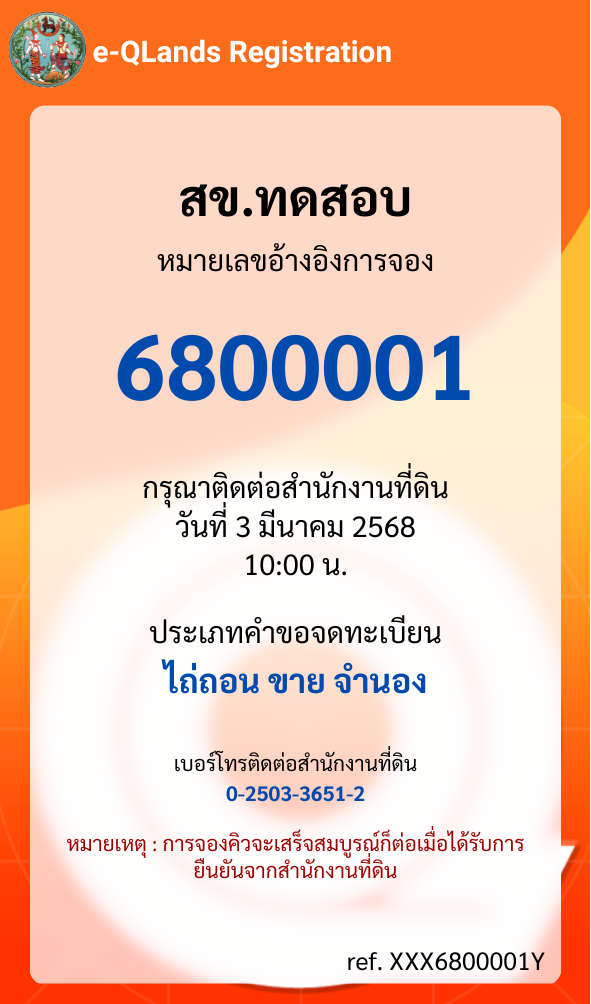 e-QLands Registration
สข.ทดสอบ
หมายเลขอ้างอิงการจอง
6800001
กรุณาติดต่อสำนักงานที่ดิน
วันที่ 3 มีนาคม 2568
10:00 น.
ประเภทคำขอจดทะเบียน
ไถ่ถอน ขาย จำนอง
เบอร์โทรติดต่อสำนักงานที่ดิน
0-2503-3651-2
หมายเหตุ : การจองคิวจะเสร็จสมบูรณ์ก็ต่อเมื่อได้รับการ
ยืนยันจากสำนักงานที่ดิน
ref. XXX6800001Y